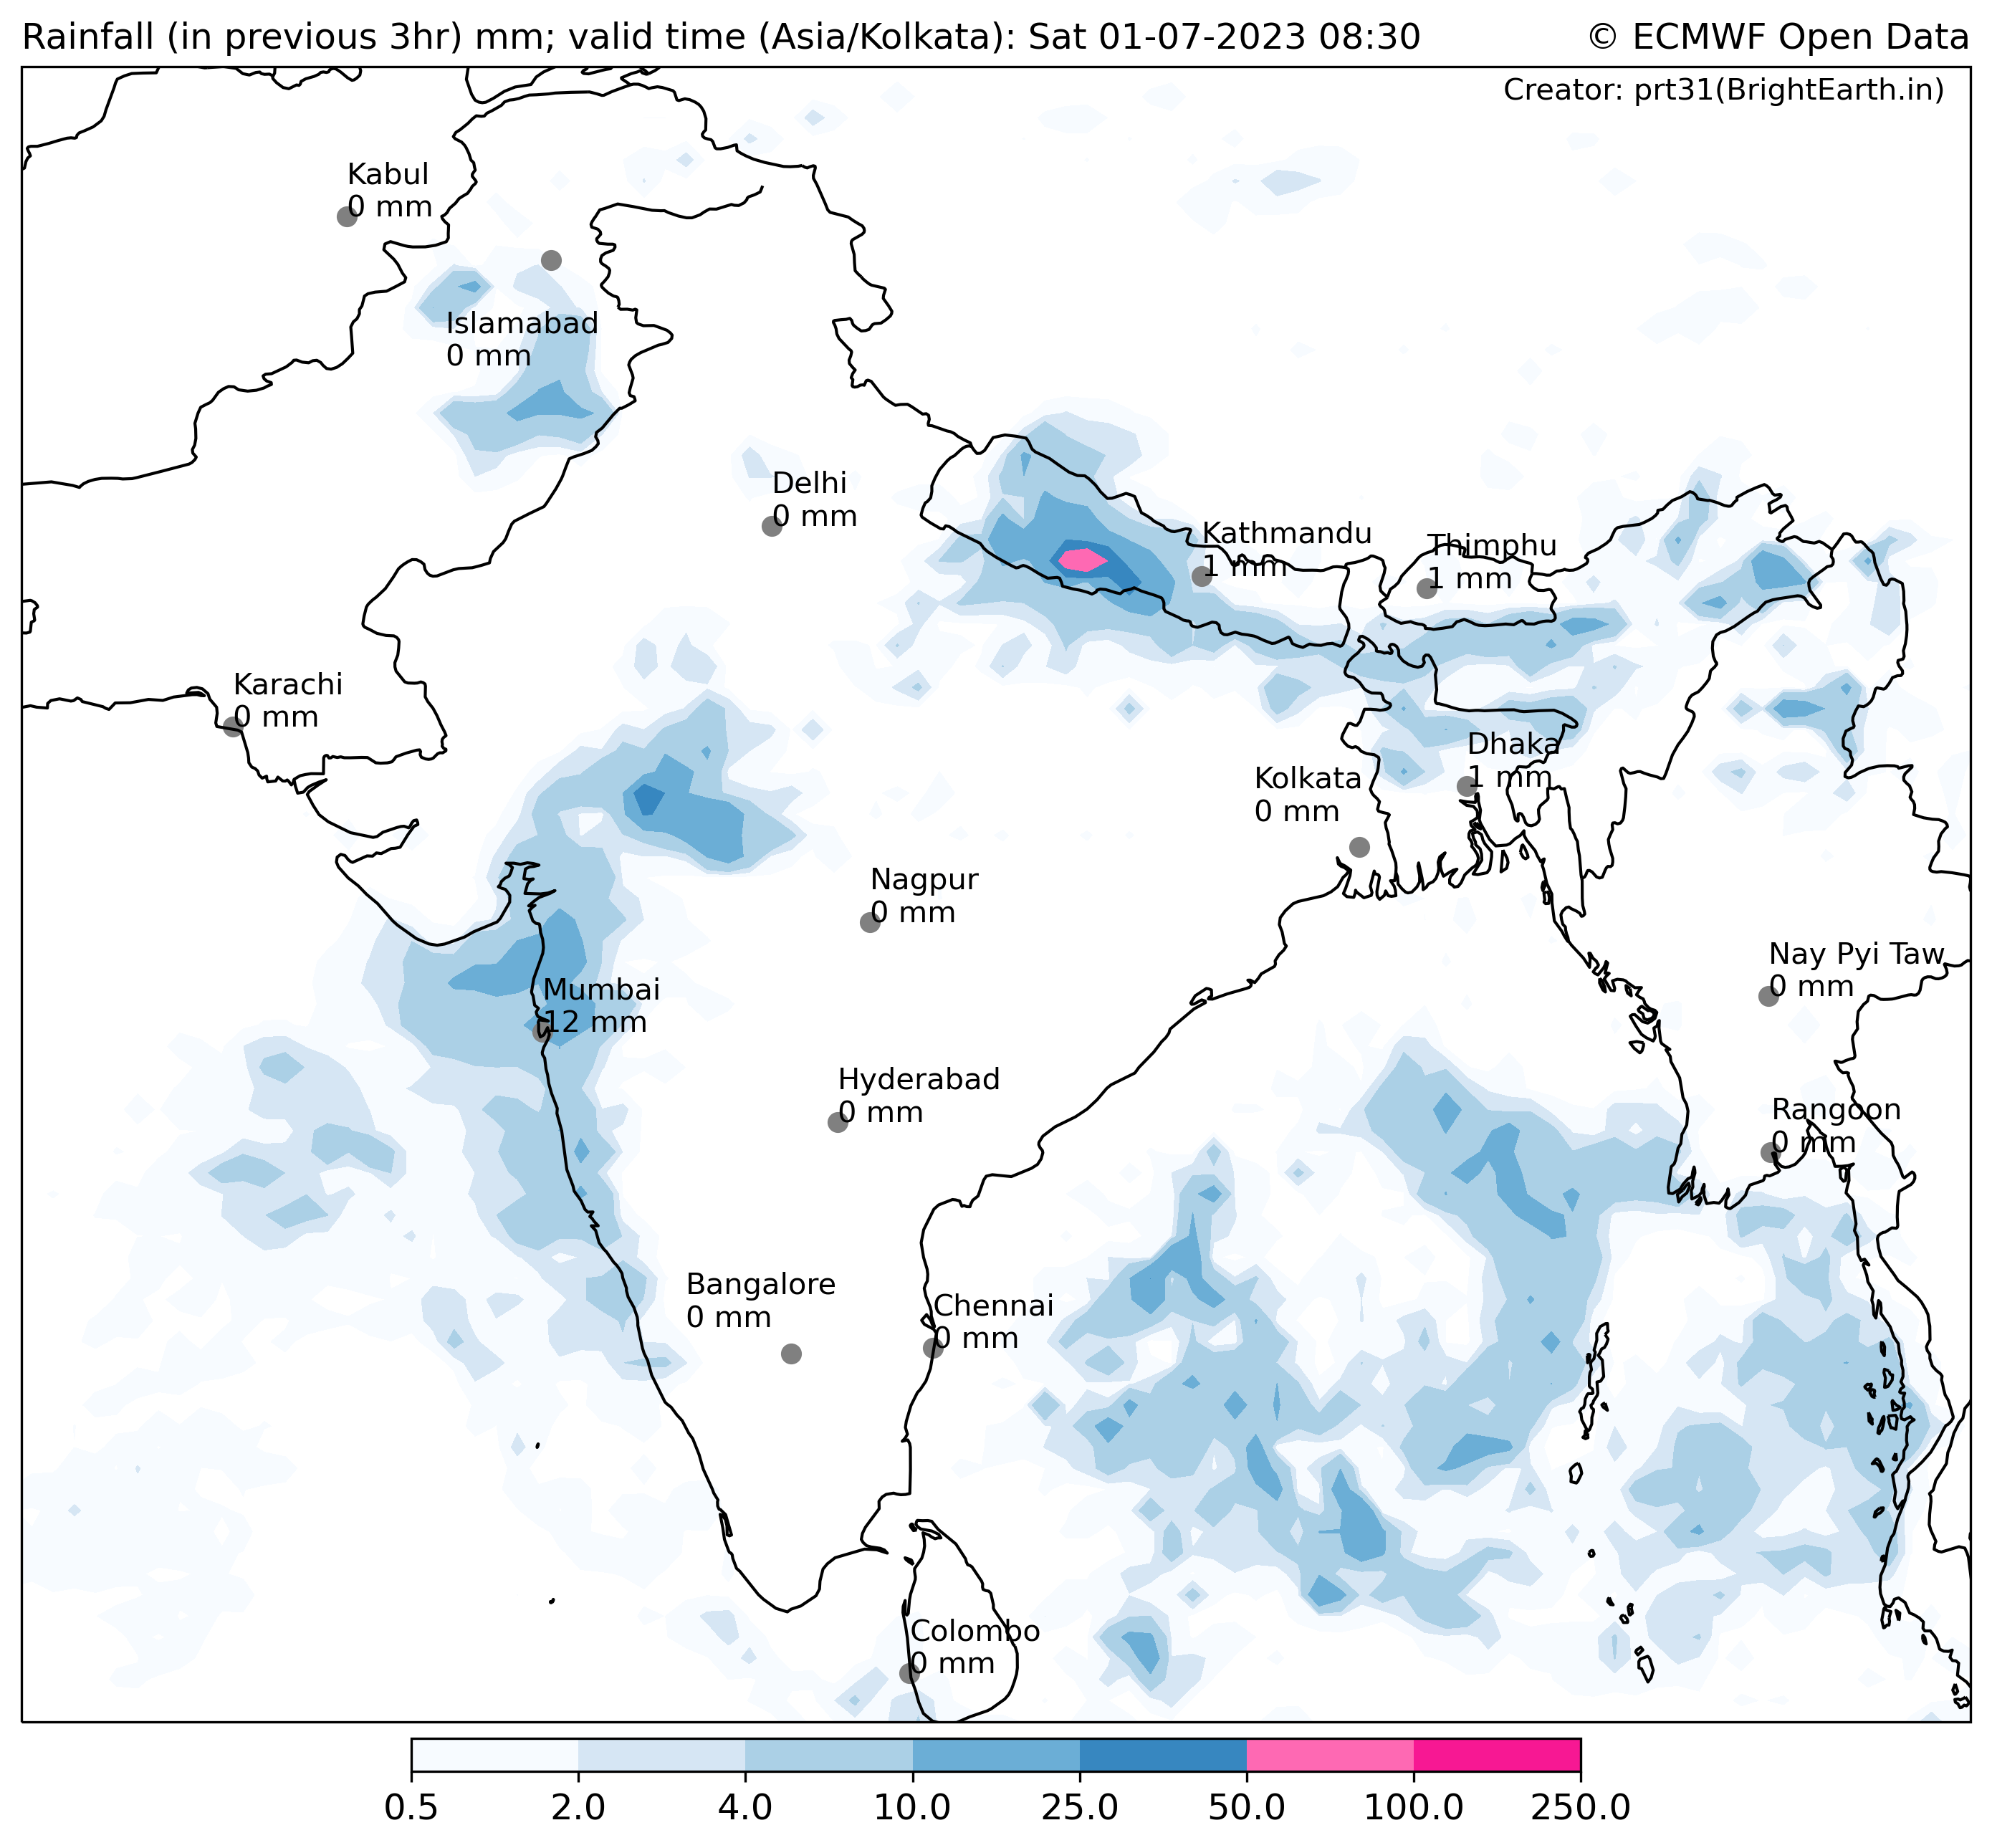 Rainfall (in previous 3hr) mm; valid time (Asia/Kolkata): Sat 01-07-2023 08:30
© ECMWF Open Data
Creator: prt31(BrightEarth.in)
Kabul
0 mm
Islamabad
0 mm
Delhi
0 mm
Kathmandu
1 mm
Thimphu
1 mm
Karachi
0 mm
Dhaka
1 mm
Kolkata
0 mm
Nagpur
0 mm
Nay Pyi Taw
0 mm
Mumbai
12 mm
Hyderabad
0 mm
Rangoon
0 mm
Bangalore
0 mm
Chennai
0 mm
Colombo
0 mm
0.5 2.0 4.0 10.0 25.0 50.0 100.0 250.0